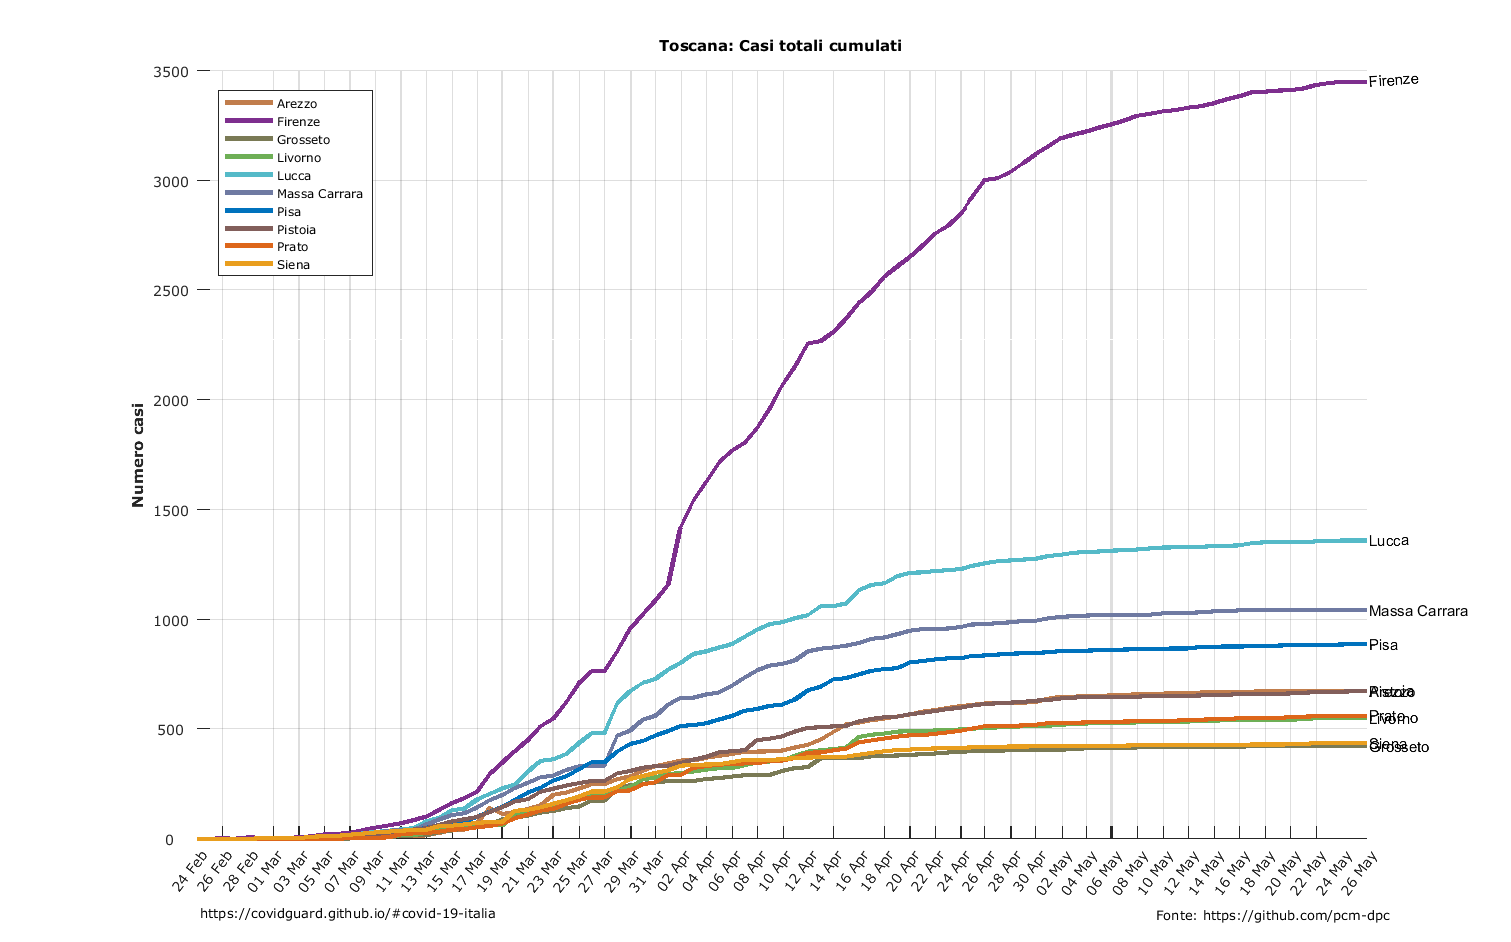 Toscana: Casi totali cumulati
Numero casi
3500
3000
2500
2000
1500
1000
500
0
Arezzo
Firenze
Grosseto
Livorno
Lucca
Massa Carrara
Pisa
Pistoia
Prato
Siena
Firenze
Lucca
Massa Carrara
Pisa
Arezzo
Pistoia
Prato
Livorno
Siena
Grosseto
24 Feb
26 Feb
28 Feb
01 Mar
03 Mar
05 Mar
07 Mar
09 Mar
11 Mar
13 Mar
15 Mar
17 Mar
19 Mar
21 Mar
23 Mar
25 Mar
27 Mar
29 Mar
31 Mar
02 Apr
04 Apr
06 Apr
08 Apr
10 Apr
12 Apr
14 Apr
16 Apr
18 Apr
20 Apr
22 Apr
24 Apr
26 Apr
28 Apr
30 Apr
02 May
04 May
06 May
08 May
10 May
12 May
14 May
16 May
18 May
20 May
22 May
24 May
26 May
https://covidguard.github.io/#covid-19-italia
Fonte: https://github.com/pcm-dpc